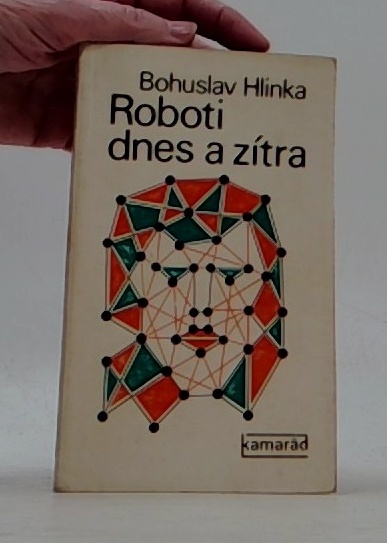 Bohuslav Hlinka
Roboti
dnes a zítra
kamarád